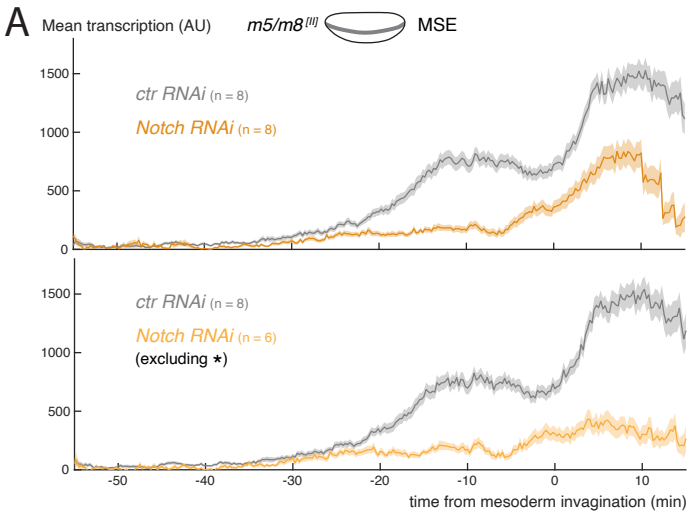 A
Mean transcription (AU) m5/m8 [II] MSE
1500
1000
500
0
ctr RNAi (n = 8)
Notch RNAi (n = 8)
1500
1000
500
0
ctr RNAi (n = 8)
Notch RNAi (n = 6)
(excluding *)
-50 -40 -30 -20 -10 0 10
time from mesoderm invagination (min)